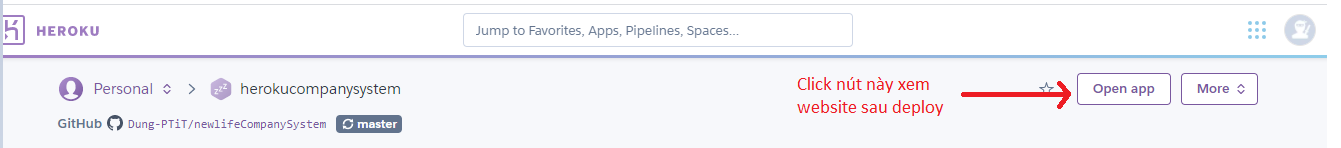 HEROKU
Jump to Favorites, Apps, Pipelines, Spaces...
Personal
zzz
herokucompanysystem
Click nút này xem
website sau deploy
Open app
More
GitHub Dung-PTiT/newlifeCompanySystem master